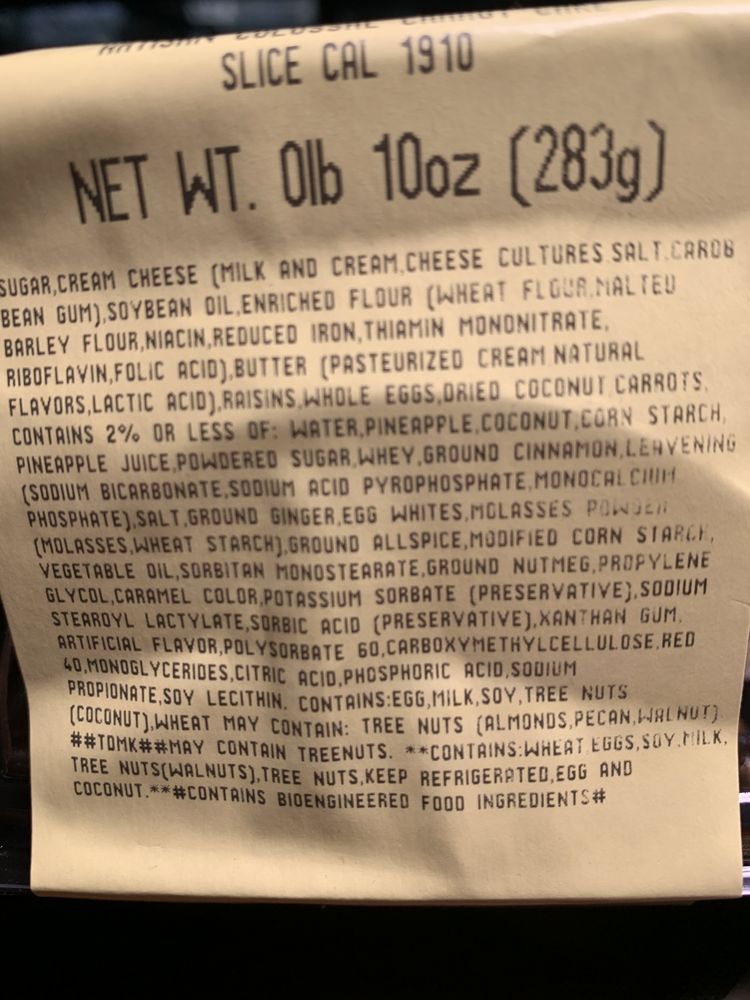 ARTISAN COLOSSAL CARROT CAKE
SLICE CAL 1910
NET WT. 0lb 10oz (283g)
SUGAR,CREAM CHEESE (MILK AND CREAM,CHEESE CULTURES,SALT,CAROB
BEAN GUM),SOYBEAN OIL,ENRICHED FLOUR (WHEAT FLOUR,MALTED
BARLEY FLOUR,NIACIN,REDUCED IRON,THIAMIN MONONITRATE,
RIBOFLAVIN,FOLIC ACID),BUTTER (PASTEURIZED CREAM,NATURAL
FLAVORS,LACTIC ACID),RAISINS,WHOLE EGGS,DRIED COCONUT,CARROTS,
CONTAINS 2% OR LESS OF: WATER,PINEAPPLE,COCONUT,CORN STARCH,
PINEAPPLE JUICE,POWDERED SUGAR,WHEY,GROUND CINNAMON,LEAVENING
(SODIUM BICARBONATE,SODIUM ACID PYROPHOSPHATE,MONOCALCIUM
PHOSPHATE),SALT,GROUND GINGER,EGG WHITES,MOLASSES POWDER
(MOLASSES,WHEAT STARCH),GROUND ALLSPICE,MODIFIED CORN STARCH,
VEGETABLE OIL,SORBITAN MONOSTEARATE,GROUND NUTMEG,PROPYLENE
GLYCOL,CARAMEL COLOR,POTASSIUM SORBATE (PRESERVATIVE),SODIUM
STEAROYL LACTYLATE,SORBIC ACID (PRESERVATIVE),XANTHAN GUM,
ARTIFICIAL FLAVOR,POLYSORBATE 60,CARBOXYMETHYLCELLULOSE,RED
40,MONOGLYCERIDES,CITRIC ACID,PHOSPHORIC ACID,SODIUM
PROPIONATE,SOY LECITHIN. CONTAINS:EGG,MILK,SOY,TREE NUTS
(COCONUT),WHEAT MAY CONTAIN: TREE NUTS (ALMONDS,PECAN,WALNUT)
##TDMK##MAY CONTAIN TREENUTS. **CONTAINS:WHEAT,EGGS,SOY,MILK,
TREE NUTS(WALNUTS),TREE NUTS,KEEP REFRIGERATED,EGG AND
COCONUT.**#CONTAINS BIOENGINEERED FOOD INGREDIENTS#